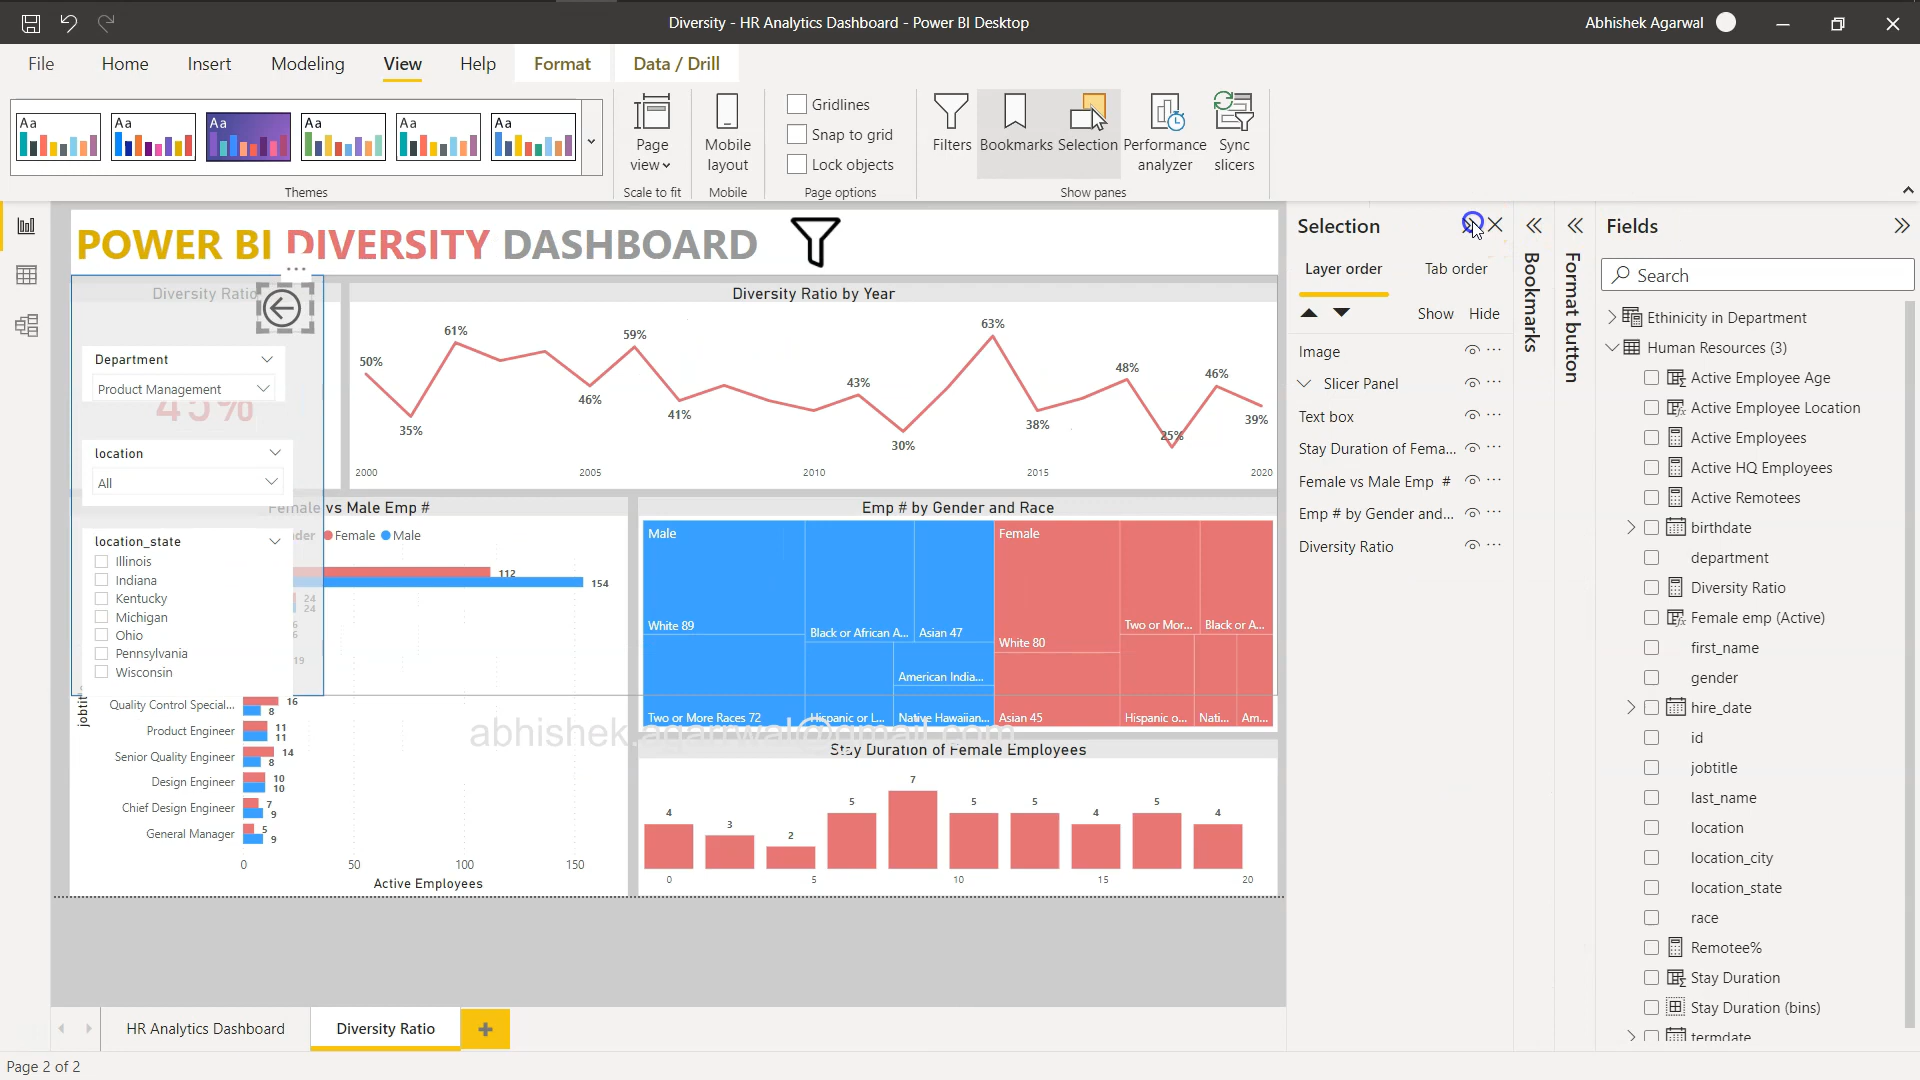 Diversity - HR Analytics Dashboard - Power BI Desktop
Abhishek Agarwal
File Home Insert Modeling View Help Format Data / Drill
Aa Aa Aa Aa Aa Aa
Themes
Page view
Scale to fit
Mobile layout
Mobile
Gridlines
Snap to grid
Lock objects
Page options
Filters
Bookmarks
Selection
Performance analyzer
Sync slicers
Show panes
POWER BI DIVERSITY DASHBOARD
Diversity Ratio
45%
Department
Product Management
location
All
location_state
Illinois
Indiana
Kentucky
Michigan
Ohio
Pennsylvania
Wisconsin
Diversity Ratio by Year
50% 35% 61% 46% 59% 41% 43% 30% 63% 38% 48% 25% 46% 39%
2000 2005 2010 2015 2020
Female vs Male Emp #
Female Male
112
154
24
24
6
6
19
jobtit
Quality Control Special... 16 8
Product Engineer 11 11
Senior Quality Engineer 14 8
Design Engineer 10 10
Chief Design Engineer 7 9
General Manager 5 9
0 50 100 150
Active Employees
Emp # by Gender and Race
Male
White 89
Two or More Races 72
Black or African A...
Asian 47
American India...
Hispanic or L...
Native Hawaiian...
Female
White 80
Asian 45
Two or Mor...
Black or A...
Hispanic o...
Nati...
Am...
abhishek.agarrwal@gmail.com
Stay Duration of Female Employees
4 3 2 5 7 5 5 4 5 4
0 5 10 15 20
Selection
Layer order Tab order
Show Hide
Image
Slicer Panel
Text box
Stay Duration of Fema...
Female vs Male Emp #
Emp # by Gender and...
Diversity Ratio
Bookmarks
Format button
Fields
Search
Ethinicity in Department
Human Resources (3)
Active Employee Age
Active Employee Location
Active Employees
Active HQ Employees
Active Remotees
birthdate
department
Diversity Ratio
Female emp (Active)
first_name
gender
hire_date
id
jobtitle
last_name
location
location_city
location_state
race
Remotee%
Stay Duration
Stay Duration (bins)
termdate
HR Analytics Dashboard Diversity Ratio
Page 2 of 2